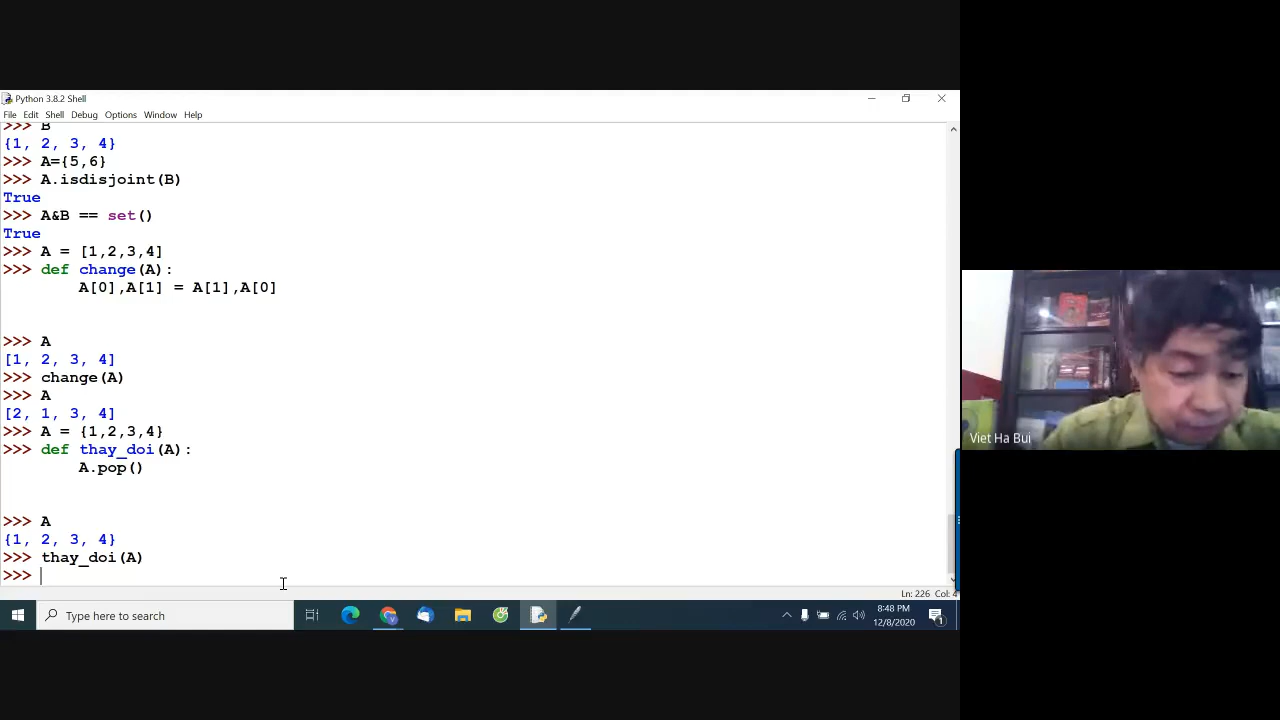 Python 3.8.2 Shell
File Edit Shell Debug Options Window Help
>>> B
{1, 2, 3, 4}
>>> A={5,6}
>>> A.isdisjoint(B)
True
>>> A&B == set()
True
>>> A = [1,2,3,4]
>>> def change(A):
A[0],A[1] = A[1],A[0]
>>> A
[1, 2, 3, 4]
>>> change(A)
>>> A
[2, 1, 3, 4]
>>> A = {1,2,3,4}
>>> def thay_doi(A):
A.pop()
>>> A
{1, 2, 3, 4}
>>> thay_doi(A)
>>>
Ln: 226 Col: 4
Type here to search
8:48 PM
12/8/2020
1
Viet Ha Bui